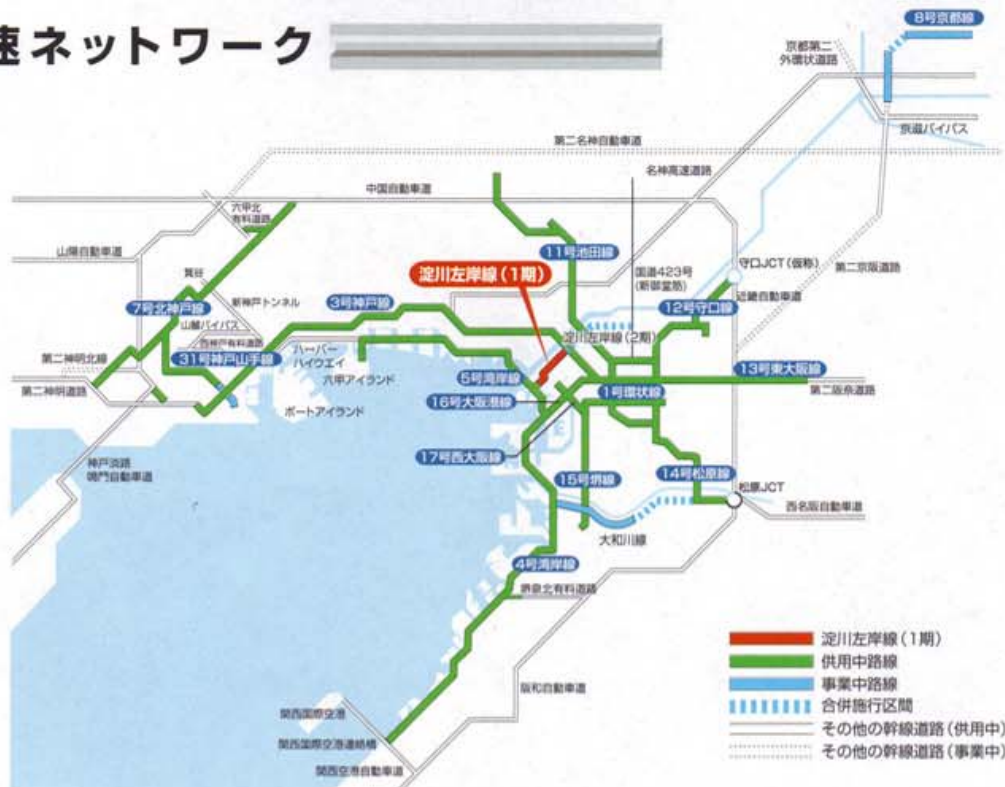 速ネットワーク
8号京都線
京都第二
外環状道路
京滋バイパス
第二名神自動車道
名神高速道路
中国自動車道
六甲北
有料道路
山陽自動車道
11号池田線
守口JCT(仮称)
淀川左岸線(1期)
国道423号
(新御堂筋)
第二京阪道路
箕谷
3号神戸線
近畿自動車道
7号北神戸線
新神戸トンネル
12号守口線
山麓バイパス
淀川左岸線(2期)
西神戸有料道路
ハーバー
ハイウエイ
第二神明北線
31号神戸山手線
六甲アイランド
5号湾岸線
13号東大阪線
第二神明道路
第二阪奈道路
ポートアイランド
16号大阪港線
1号環状線
17号西大阪線
神戸淡路
鳴門自動車道
15号堺線
14号松原線
松原JCT
西名阪自動車道
大和川線
4号湾岸線
堺泉北有料道路
阪和自動車道
関西国際空港
関西国際空港連絡橋
関西空港自動車道
淀川左岸線(1期)
供用中路線
事業中路線
合併施行区間
その他の幹線道路(供用中)
その他の幹線道路(事業中)